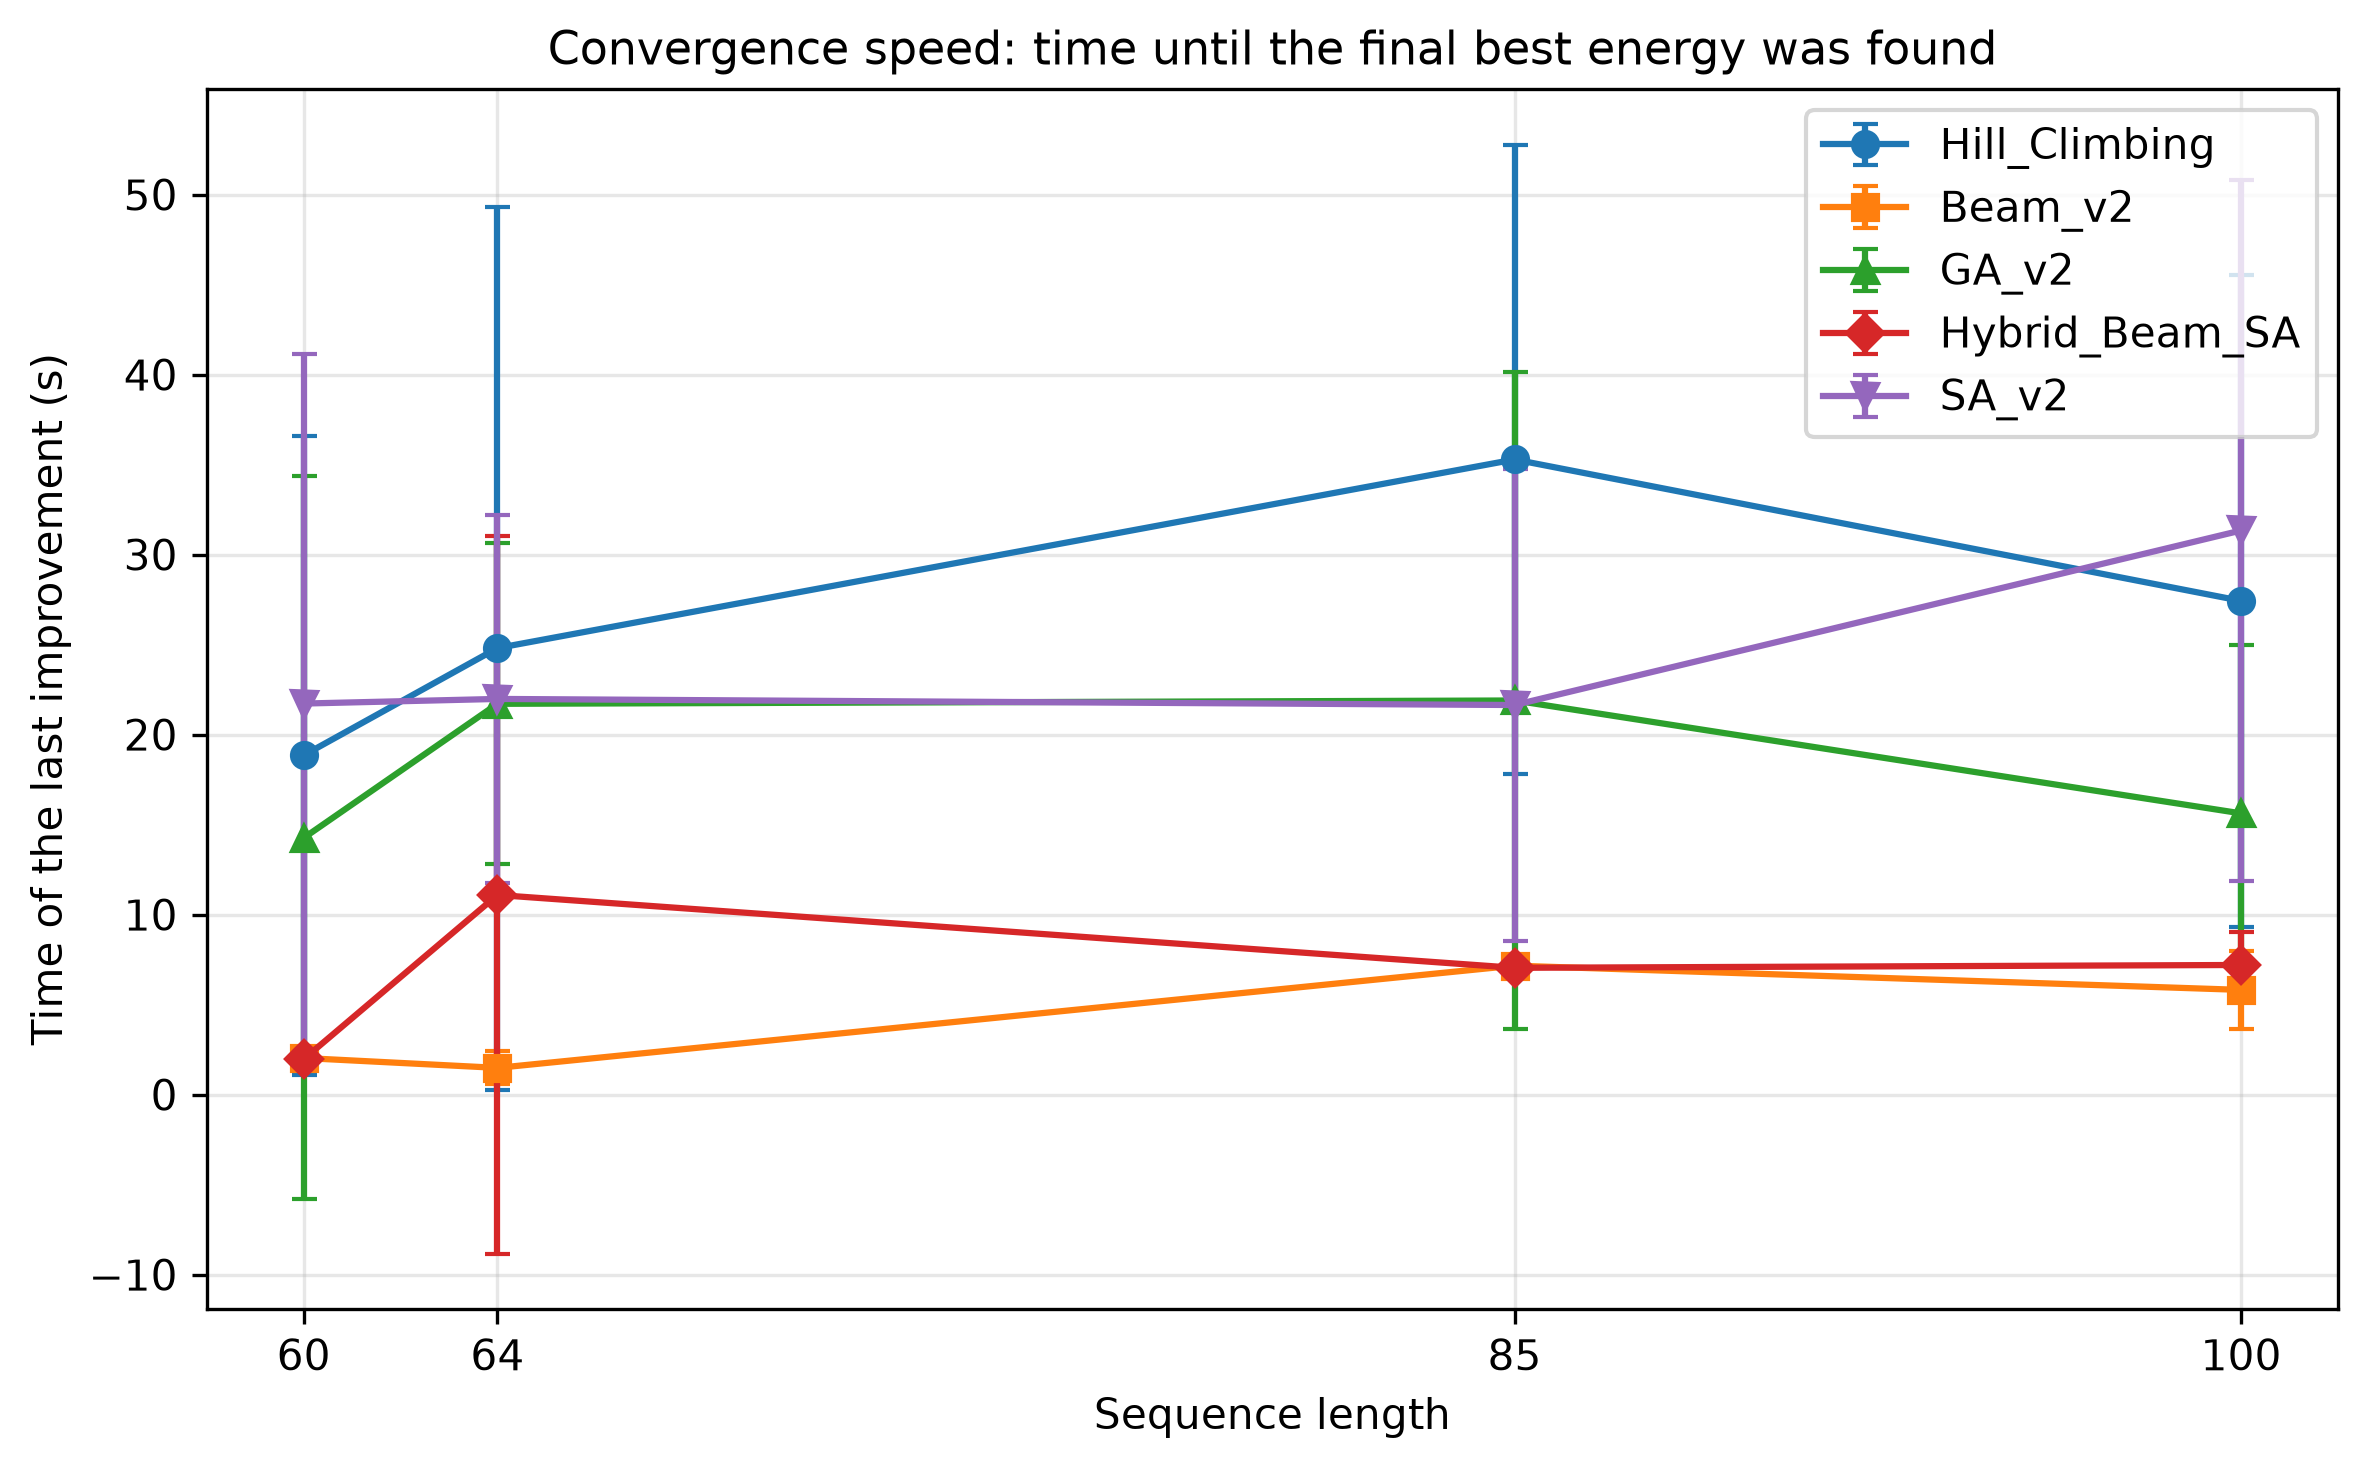 Convergence speed: time until the final best energy was found
Time of the last improvement (s)
50
40
30
20
10
0
−10
Hill_Climbing
Beam_v2
GA_v2
Hybrid_Beam_SA
SA_v2
60
64
85
100
Sequence length